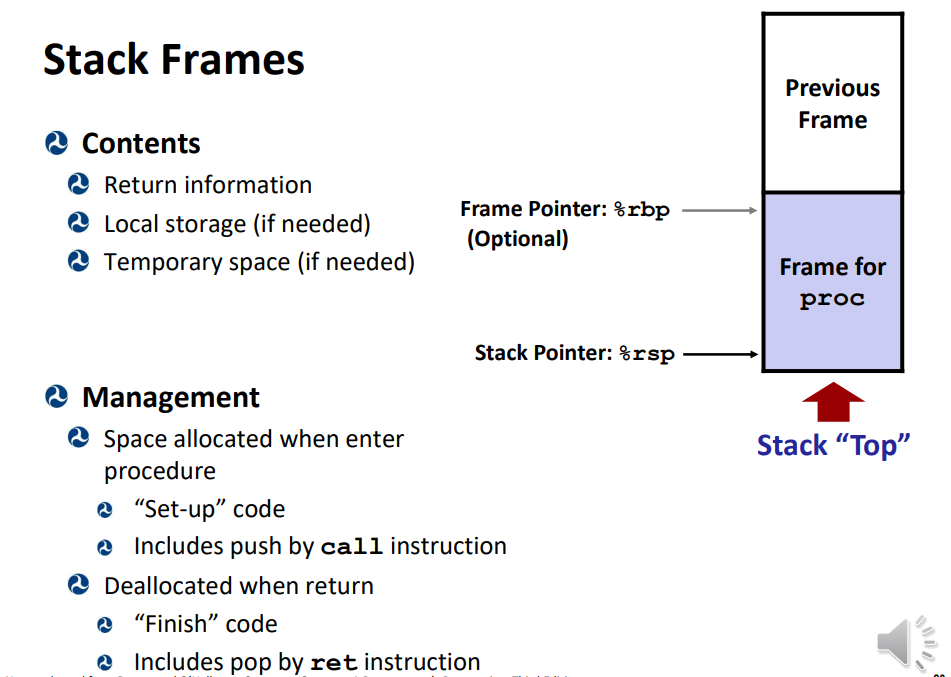 Stack Frames
Contents
Return information
Local storage (if needed)
Temporary space (if needed)
Management
Space allocated when enter
procedure
“Set-up” code
Includes push by call instruction
Deallocated when return
“Finish” code
Includes pop by ret instruction
Previous
Frame
Frame Pointer: %rbp
(Optional)
Frame for
proc
Stack Pointer: %rsp
Stack “Top”